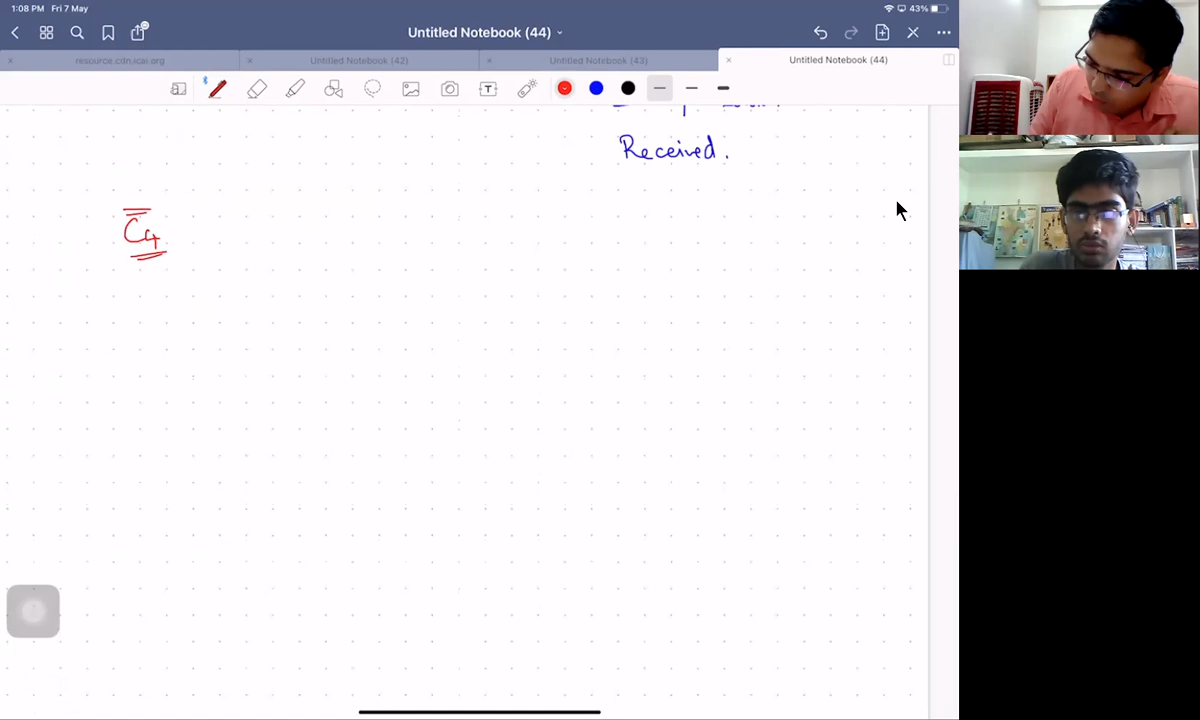 1:08 PM Fri 7 May
43%
Untitled Notebook (44)
resource.cdn.icai.org
Untitled Notebook (42)
Untitled Notebook (43)
Untitled Notebook (44)
T
Received.
C4